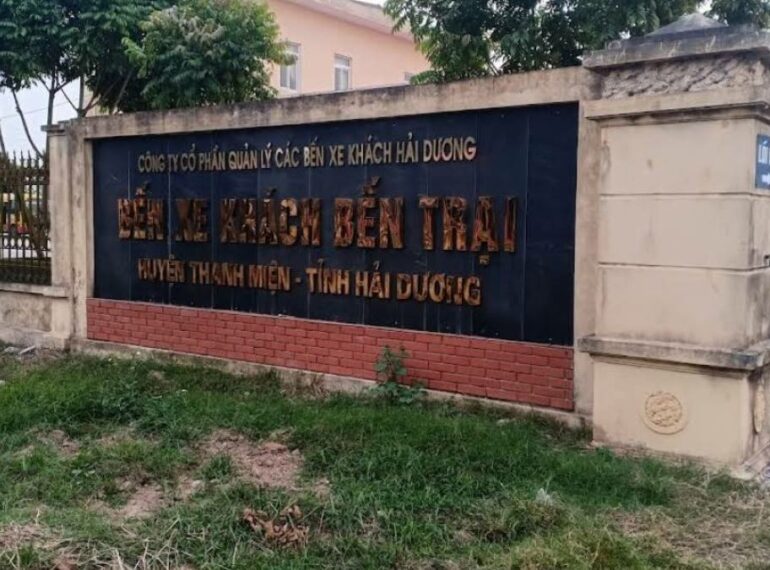 CÔNG TY CỔ PHẦN QUẢN LÝ CÁC BẾN XE KHÁCH HẢI DƯƠNG
BẾN XE KHÁCH BẾN TRẠI
HUYỆN THANH MIỆN - TỈNH HẢI DƯƠNG
LỐI